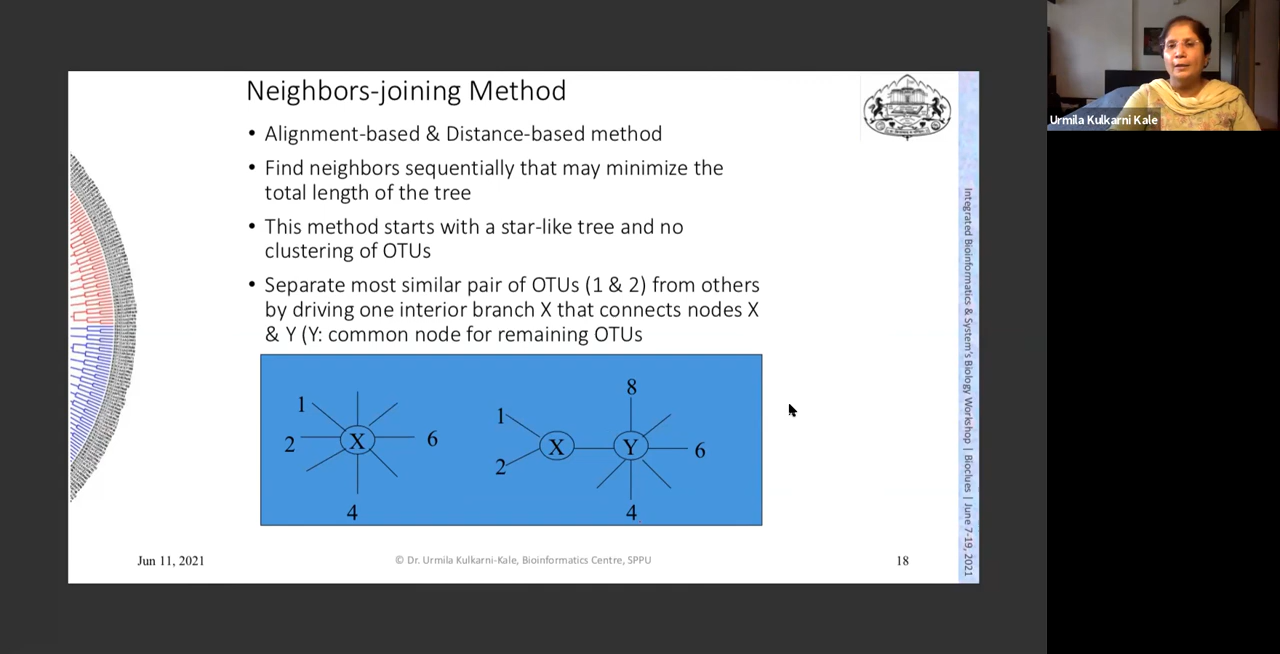 Neighbors-joining Method
• Alignment-based & Distance-based method
• Find neighbors sequentially that may minimize the
total length of the tree
• This method starts with a star-like tree and no
clustering of OTUs
• Separate most similar pair of OTUs (1 & 2) from others
by driving one interior branch X that connects nodes X
& Y (Y: common node for remaining OTUs
1
2
X
6
4
1
2
X
Y
8
6
4
Jun 11, 2021
© Dr. Urmila Kulkarni-Kale, Bioinformatics Centre, SPPU
18
Integrated Bioinformatics & System's Biology Workshop | Bioclues | June 7-19, 2021
Urmila Kulkarni Kale